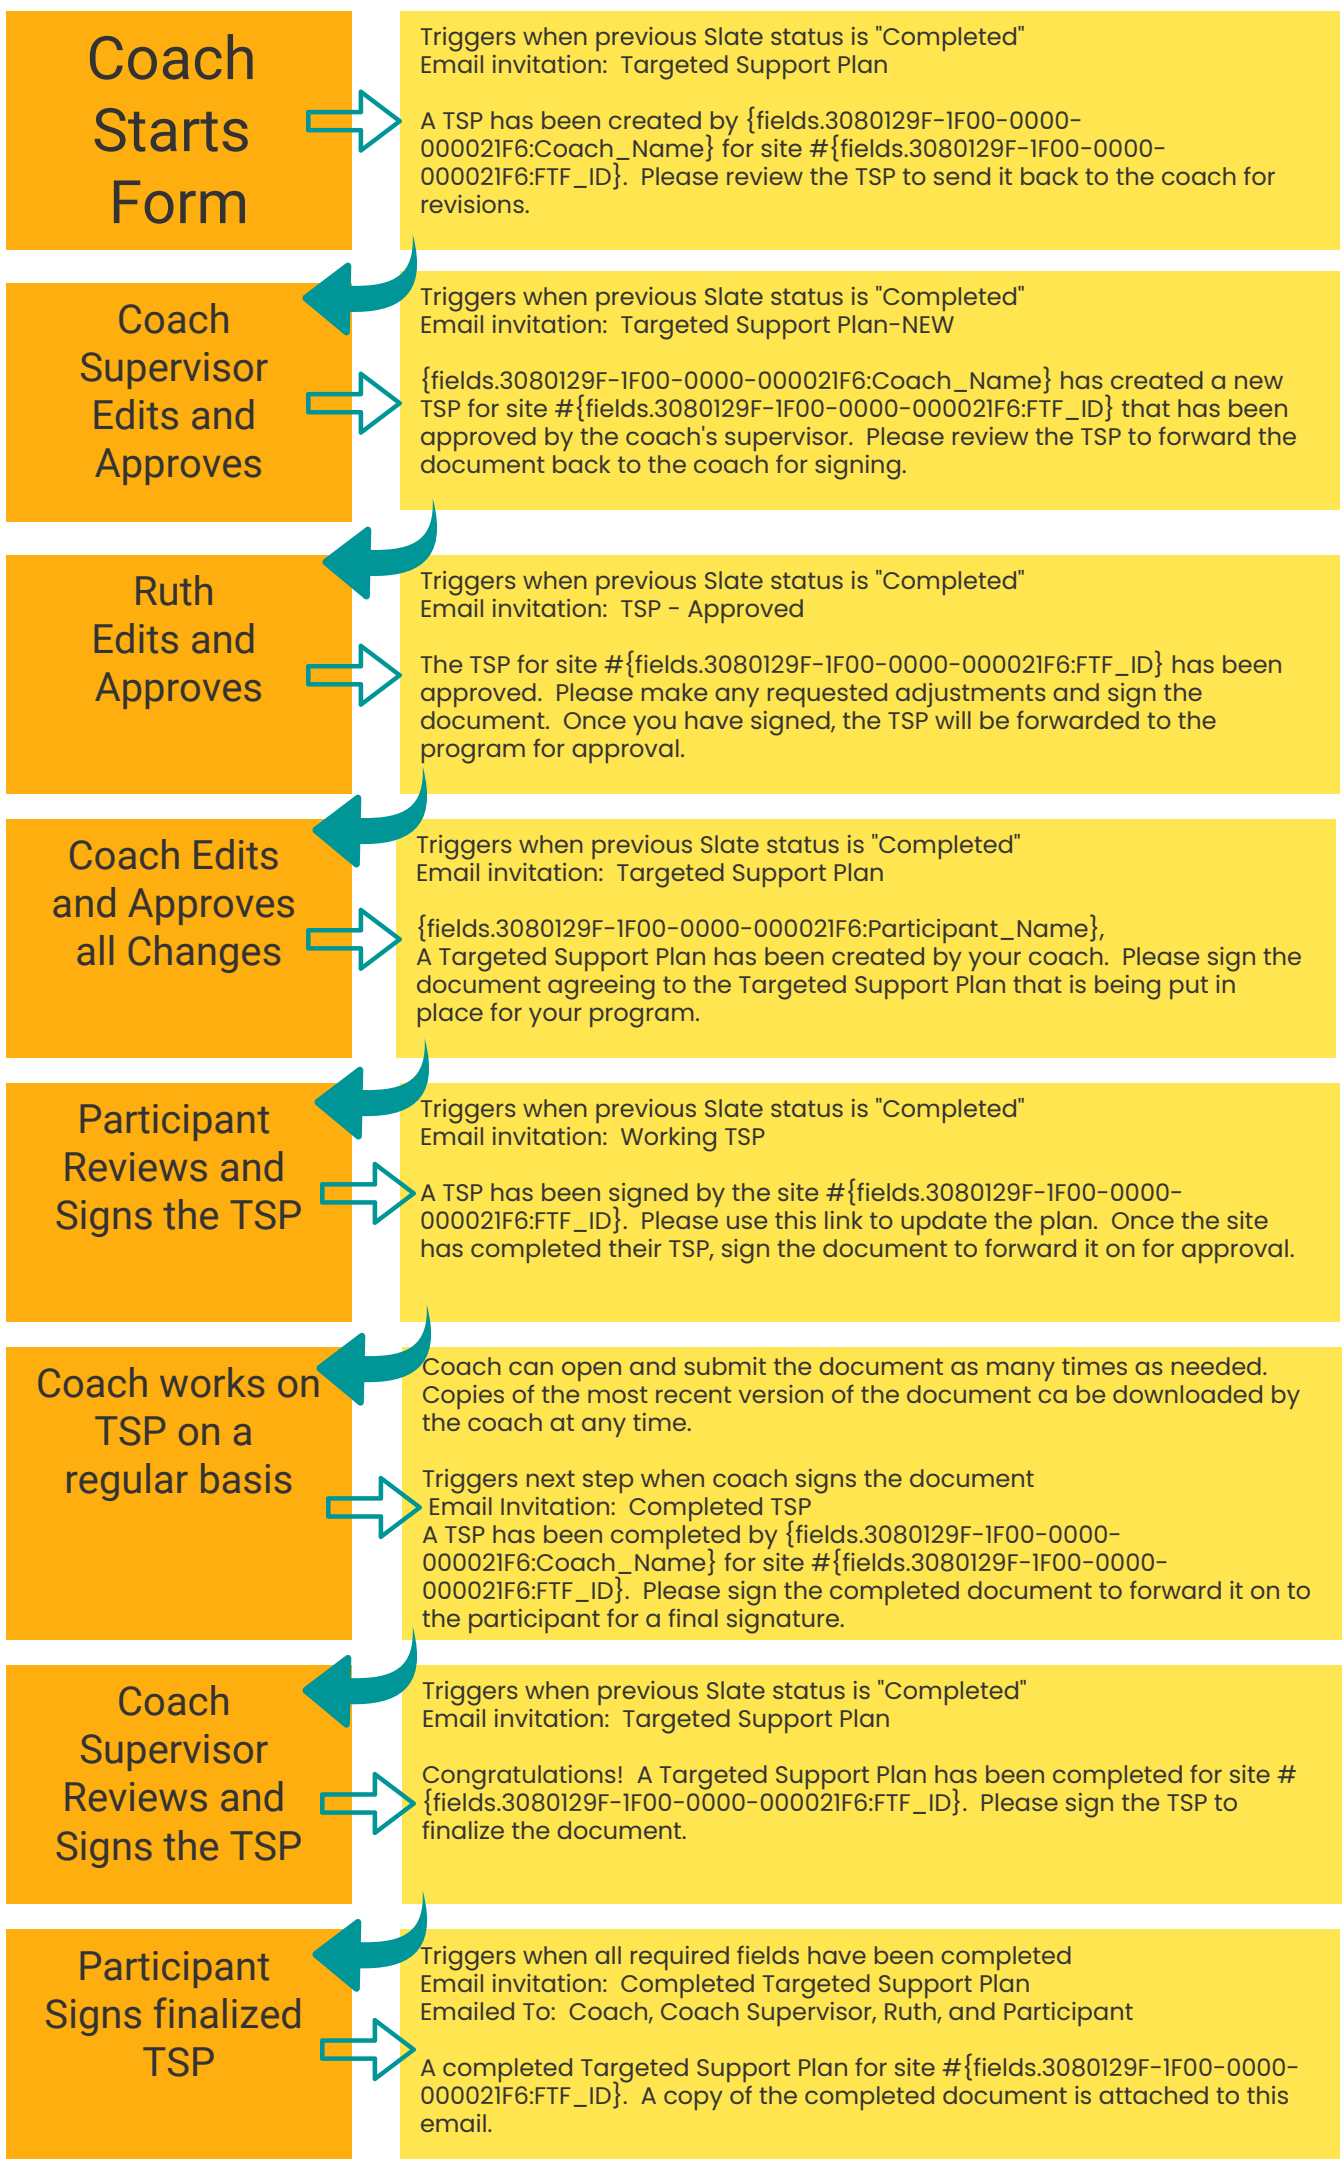 Coach
Starts
Form
Triggers when previous Slate status is "Completed"
Email invitation:  Targeted Support Plan
A TSP has been created by {fields.3080129F-1F00-0000-
000021F6:Coach_Name} for site #{fields.3080129F-1F00-0000-
000021F6:FTF_ID}.  Please review the TSP to send it back to the coach for
revisions.
Coach
Supervisor
Edits and
Approves
Triggers when previous Slate status is "Completed"
Email invitation:  Targeted Support Plan-NEW
{fields.3080129F-1F00-0000-000021F6:Coach_Name} has created a new
TSP for site #{fields.3080129F-1F00-0000-000021F6:FTF_ID} that has been
approved by the coach's supervisor.  Please review the TSP to forward the
document back to the coach for signing.
Ruth
Edits and
Approves
Triggers when previous Slate status is "Completed"
Email invitation:  TSP - Approved
The TSP for site #{fields.3080129F-1F00-0000-000021F6:FTF_ID} has been
approved.  Please make any requested adjustments and sign the
document.  Once you have signed, the TSP will be forwarded to the
program for approval.
Coach Edits
and Approves
all Changes
Triggers when previous Slate status is "Completed"
Email invitation:  Targeted Support Plan
{fields.3080129F-1F00-0000-000021F6:Participant_Name},
A Targeted Support Plan has been created by your coach.  Please sign the
document agreeing to the Targeted Support Plan that is being put in
place for your program.
Participant
Reviews and
Signs the TSP
Triggers when previous Slate status is "Completed"
Email invitation:  Working TSP
A TSP has been signed by the site #{fields.3080129F-1F00-0000-
000021F6:FTF_ID}.  Please use this link to update the plan.  Once the site
has completed their TSP, sign the document to forward it on for approval.
Coach works on
TSP on a
regular basis
Coach can open and submit the document as many times as needed.
Copies of the most recent version of the document ca be downloaded by
the coach at any time.
Triggers next step when coach signs the document
Email Invitation:  Completed TSP
A TSP has been completed by {fields.3080129F-1F00-0000-
000021F6:Coach_Name} for site #{fields.3080129F-1F00-0000-
000021F6:FTF_ID}.  Please sign the completed document to forward it on to
the participant for a final signature.
Coach
Supervisor
Reviews and
Signs the TSP
Triggers when previous Slate status is "Completed"
Email invitation:  Targeted Support Plan
Congratulations!  A Targeted Support Plan has been completed for site #
{fields.3080129F-1F00-0000-000021F6:FTF_ID}.  Please sign the TSP to
finalize the document.
Participant
Signs finalized
TSP
Triggers when all required fields have been completed
Email invitation:  Completed Targeted Support Plan
Emailed To:  Coach, Coach Supervisor, Ruth, and Participant
A completed Targeted Support Plan for site #{fields.3080129F-1F00-0000-
000021F6:FTF_ID}.  A copy of the completed document is attached to this
email.